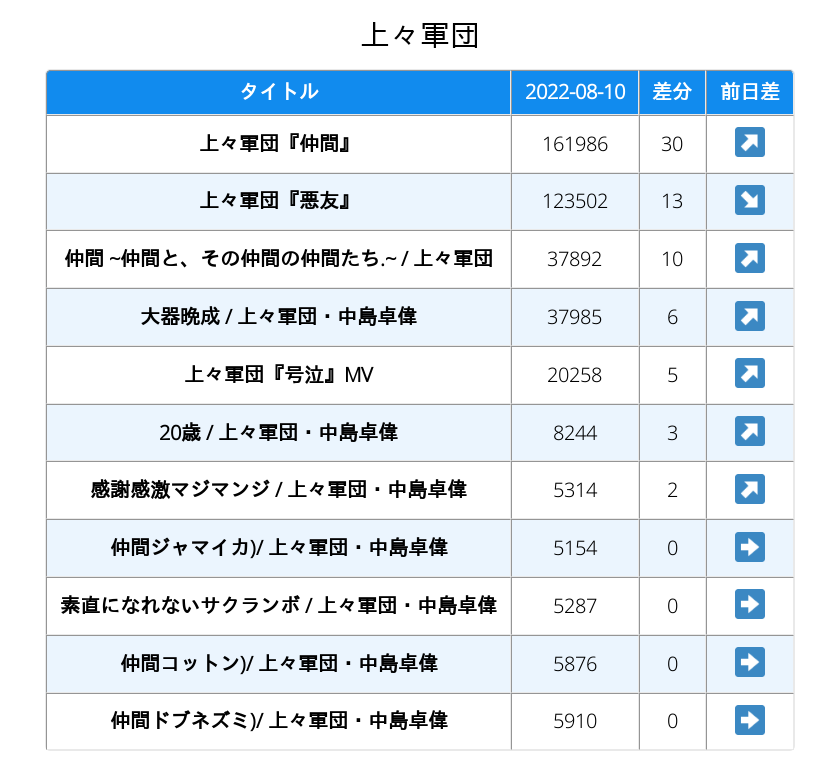 上々軍団
タイトル 2022-08-10 差分 前日差
上々軍団『仲間』 161986 30 ↗
上々軍団『悪友』 123502 13 ↘
仲間 ~仲間と、その仲間の仲間たち.~ / 上々軍団 37892 10 ↗
大器晩成 / 上々軍団・中島卓偉 37985 6 ↗
上々軍団『号泣』MV 20258 5 ↗
20歳 / 上々軍団・中島卓偉 8244 3 ↗
感謝感激マジマンジ / 上々軍団・中島卓偉 5314 2 ↗
仲間ジャマイカ)/ 上々軍団・中島卓偉 5154 0 →
素直になれないサクランボ / 上々軍団・中島卓偉 5287 0 →
仲間コットン)/ 上々軍団・中島卓偉 5876 0 →
仲間ドブネズミ)/ 上々軍団・中島卓偉 5910 0 →